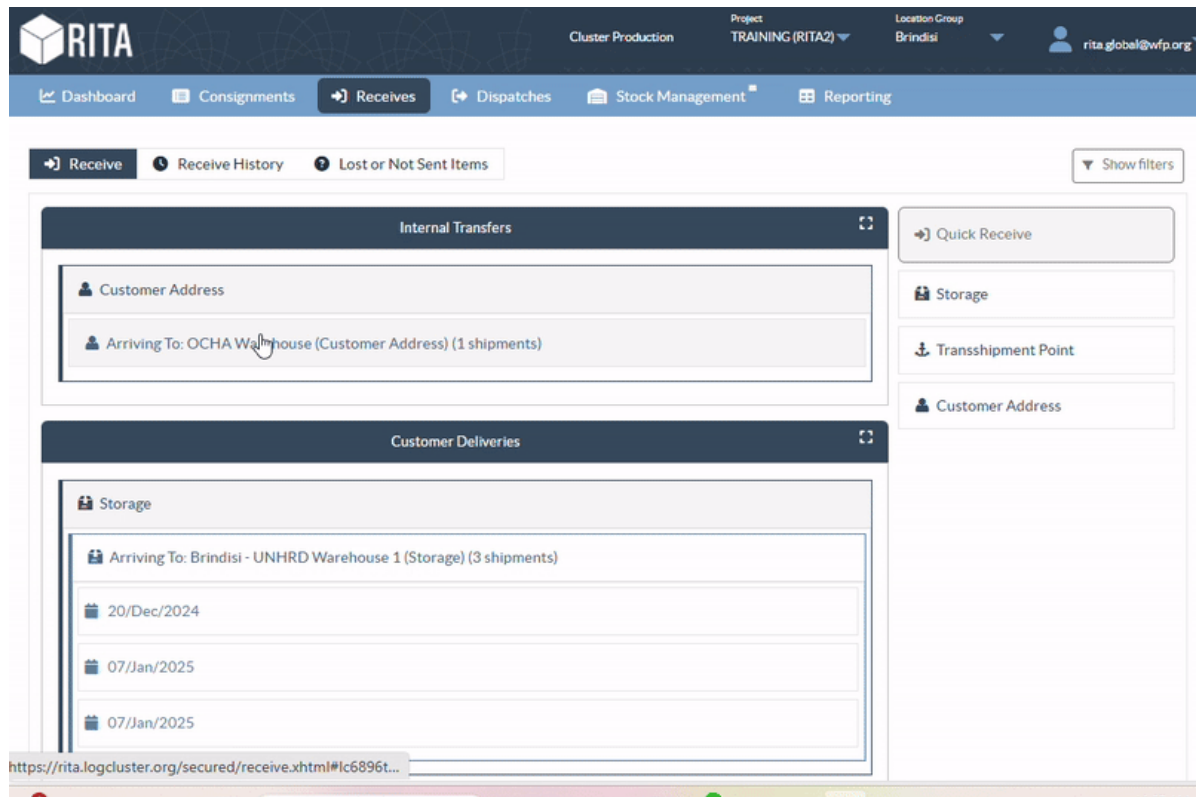 RITA
Cluster Production
Project
TRAINING (RITA2)
Location Group
Brindisi
rita.global@wfp.org
Dashboard
Consignments
Receives
Dispatches
Stock Management
Reporting
Receive
Receive History
Lost or Not Sent Items
Show filters
Internal Transfers
Customer Address
Arriving To: OCHA Warehouse (Customer Address) (1 shipments)
Quick Receive
Storage
Transshipment Point
Customer Address
Customer Deliveries
Storage
Arriving To: Brindisi - UNHRD Warehouse 1 (Storage) (3 shipments)
20/Dec/2024
07/Jan/2025
07/Jan/2025
https://rita.logcluster.org/secured/receive.xhtml#lc6896t...